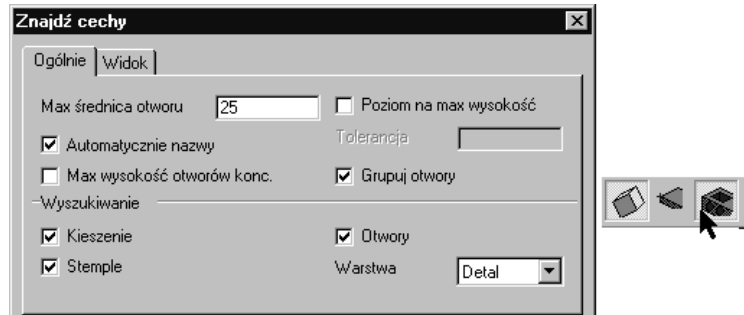 Znajdź cechy
Ogólnie Widok
Max średnica otworu 25 Poziom na max wysokość
Automatycznie nazwy Tolerancja
Max wysokość otworów konc. Grupuj otwory
Wyszukiwanie
Kieszenie Otwory
Stemple Warstwa Detal